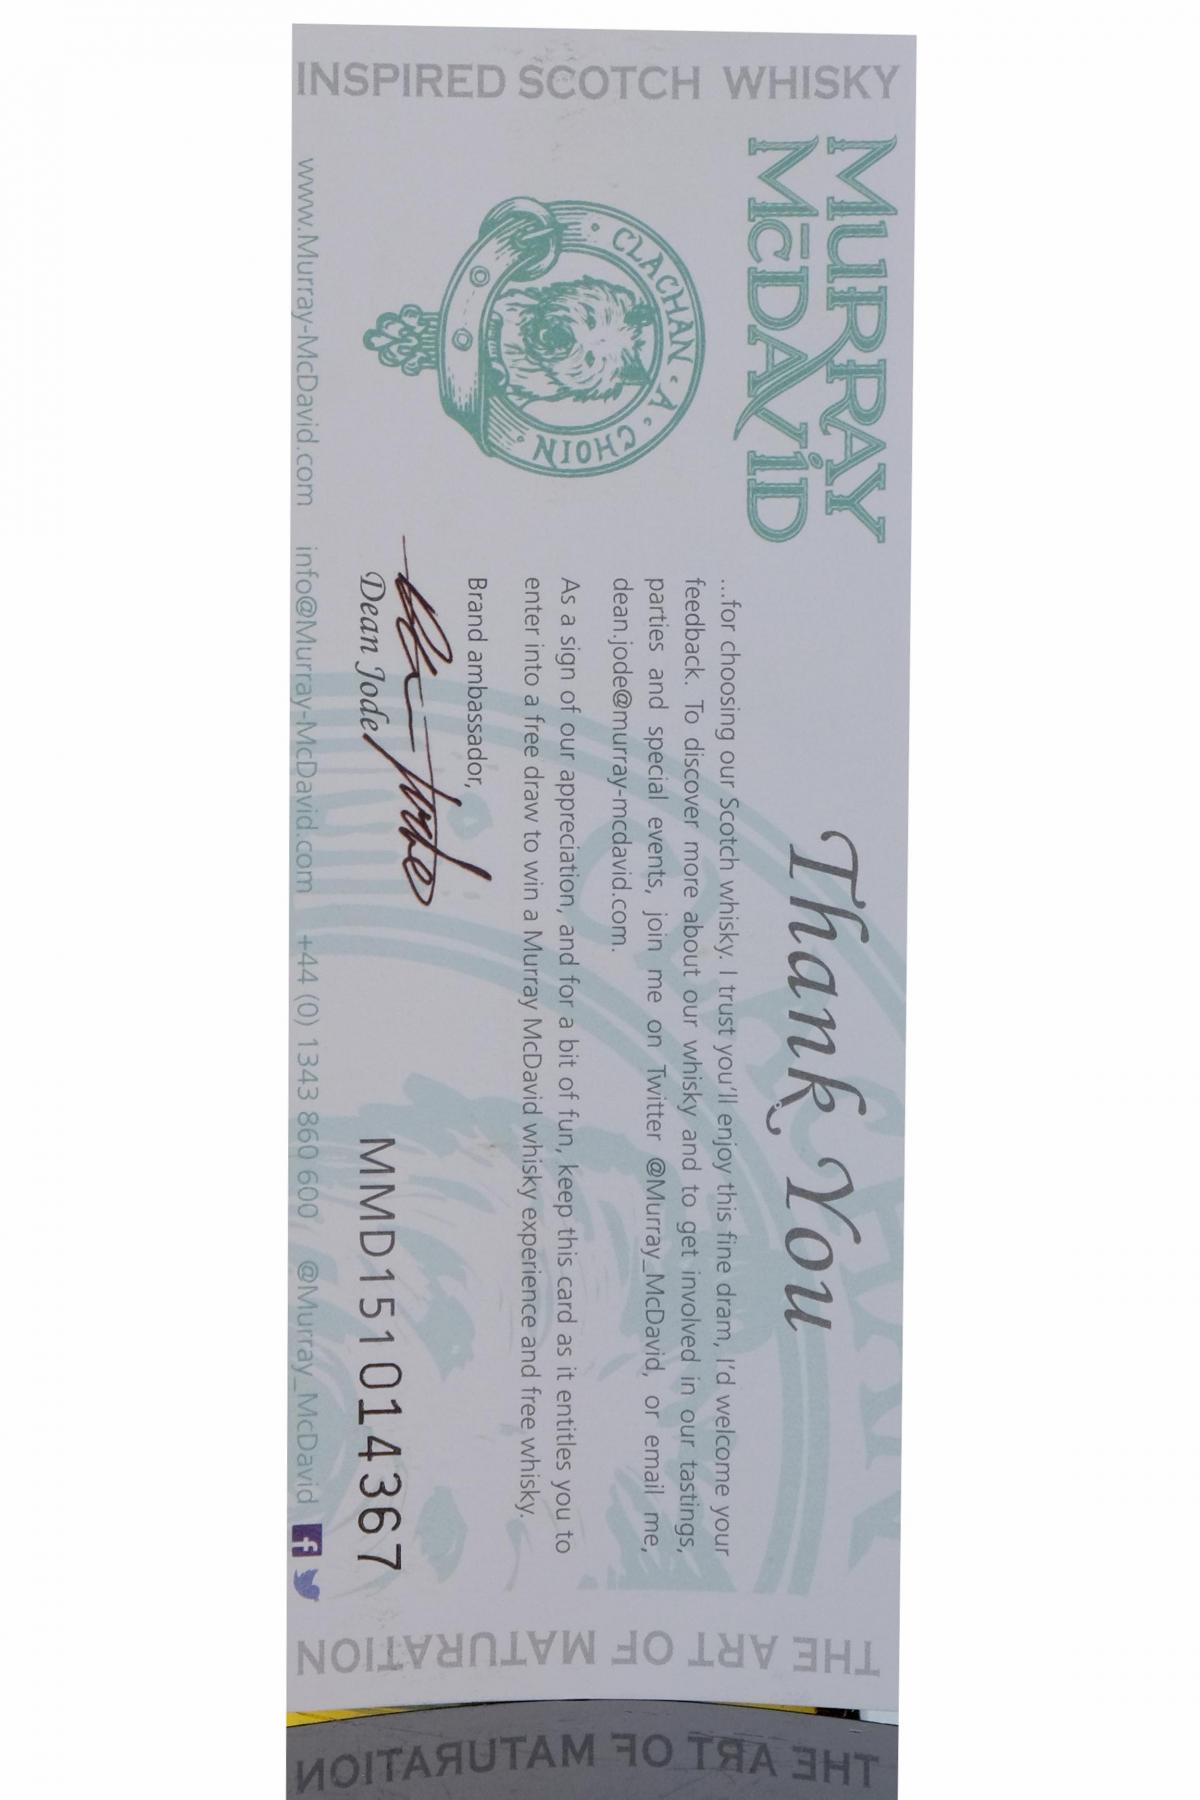 INSPIRED SCOTCH WHISKY
MURRAY
McDAVID
CLACHAN · A · CHOIN
Thank You
...for choosing our Scotch whisky. I trust you'll enjoy this fine dram, I'd welcome your
feedback. To discover more about our whisky and to get involved in our tastings,
parties and special events, join me on Twitter @Murray_McDavid, or email me,
dean.jode@murray-mcdavid.com.
As a sign of our appreciation, and for a bit of fun, keep this card as it entitles you to
enter into a free draw to win a Murray McDavid whisky experience and free whisky.
Brand ambassador,
Dean Jode
MMD151014367
www.Murray-McDavid.com info@Murray-McDavid.com +44 (0) 1343 860 600 @Murray_McDavid
THE ART OF MATURATION
THE ART OF MATURATION